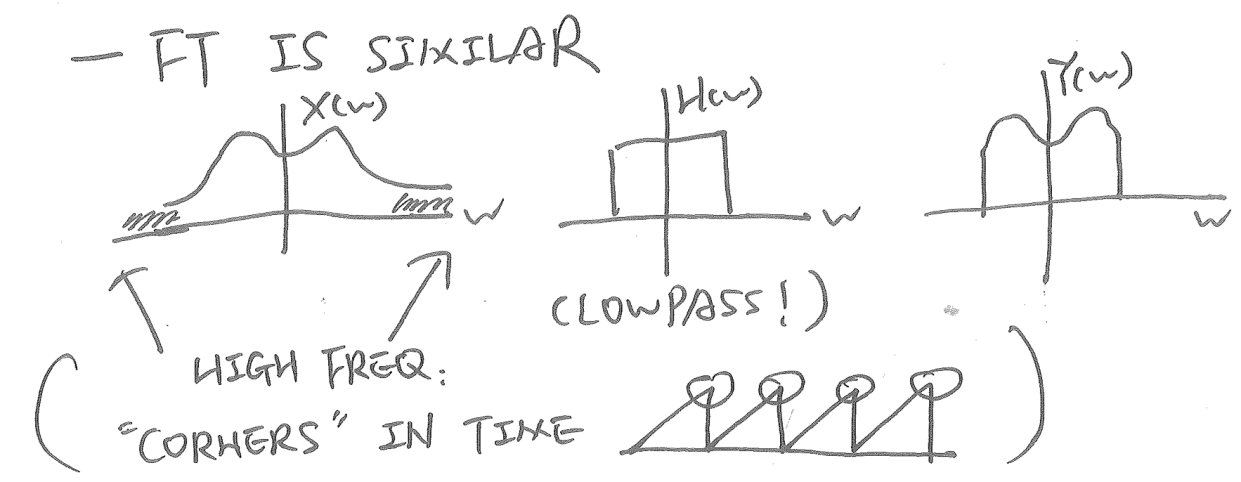 - FT IS SIMILAR
X(w) H(w) Y(w)
w w w
(LOWPASS!)
HIGH FREQ:
"CORNERS" IN TIME